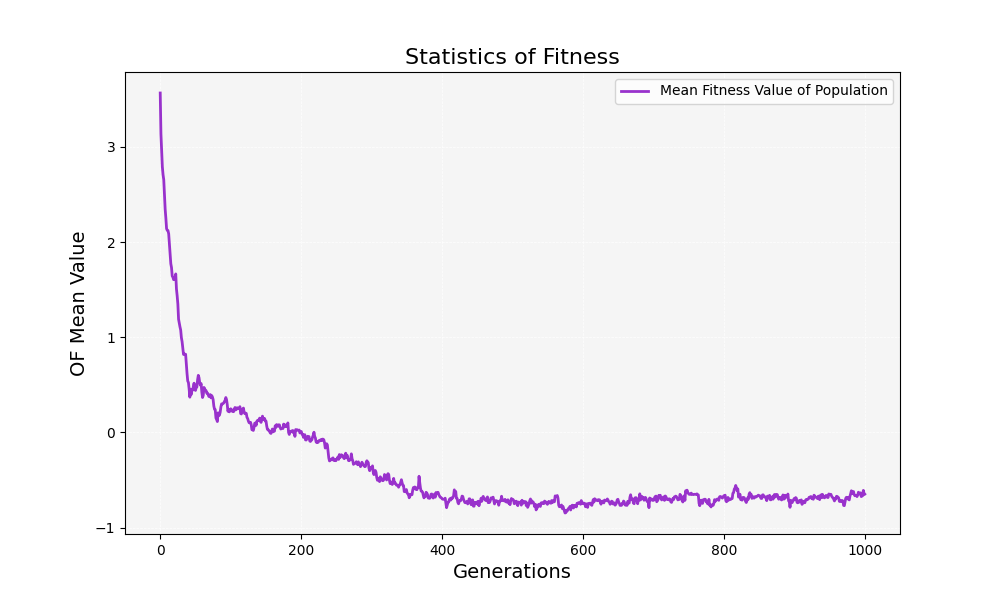 Statistics of Fitness
Mean Fitness Value of Population
OF Mean Value
3
2
1
0
−1
0 200 400 600 800 1000
Generations